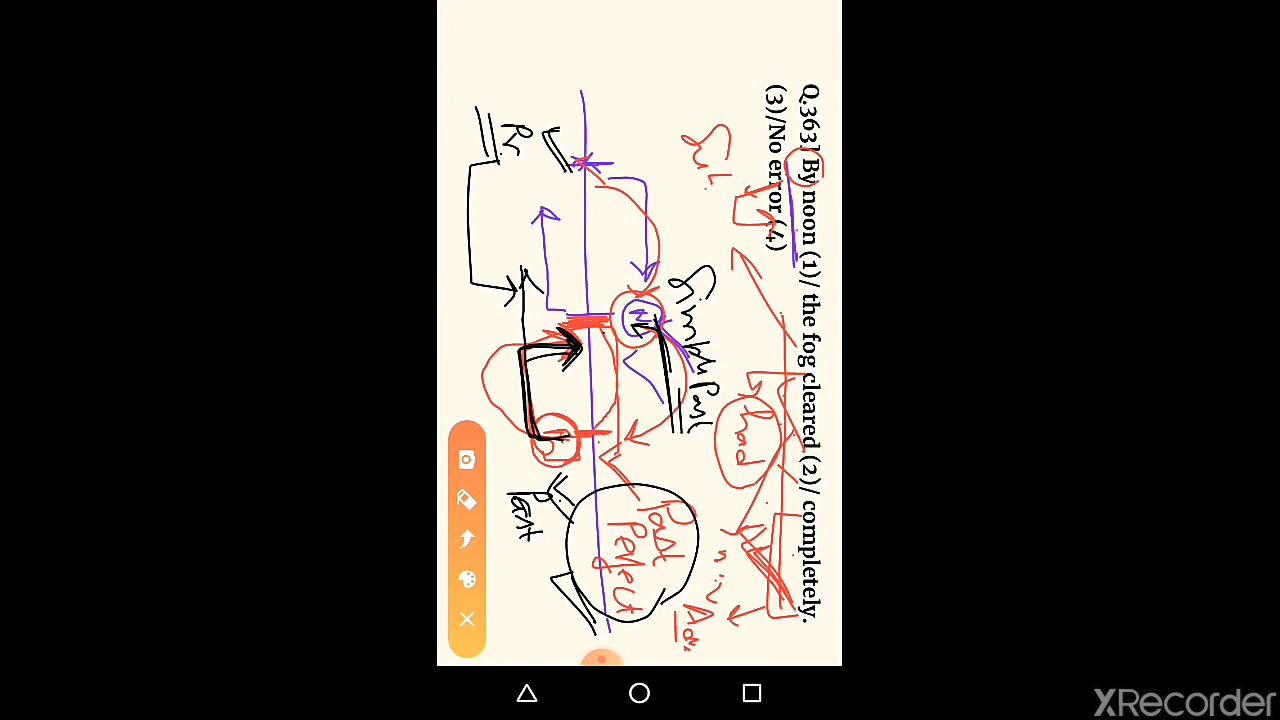 Q.363] By noon (1)/ the fog cleared (2)/ completely.
(3)/No error (4)
had
Adv
Simple Past
Past
Perfect
Pr
Past
XRecorder